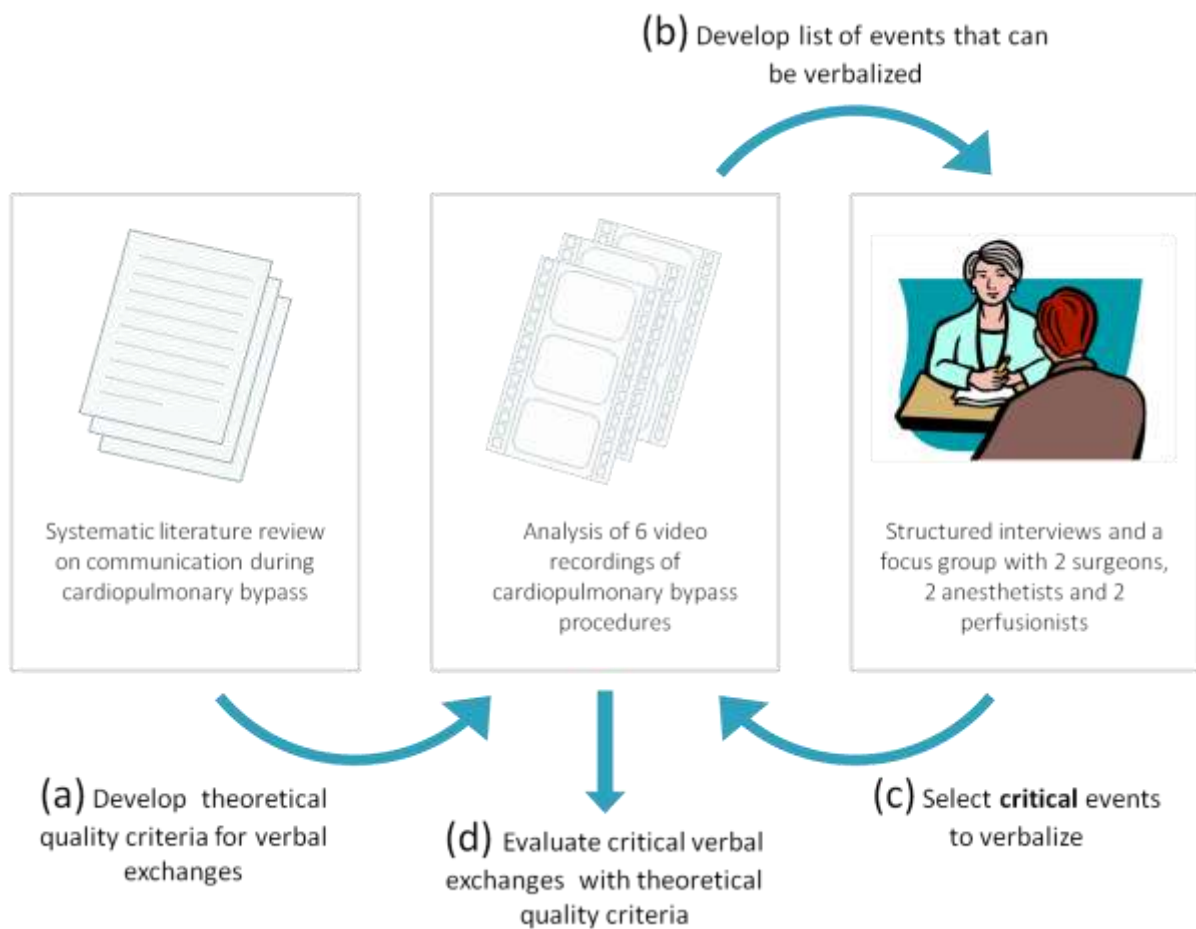 (b) Develop list of events that can
be verbalized
Systematic literature review
on communication during
cardiopulmonary bypass
Analysis of 6 video
recordings of
cardiopulmonary bypass
procedures
Structured interviews and a
focus group with 2 surgeons,
2 anesthetists and 2
perfusionists
(a) Develop theoretical
quality criteria for verbal
exchanges
(d) Evaluate critical verbal
exchanges with theoretical
quality criteria
(c) Select critical events
to verbalize